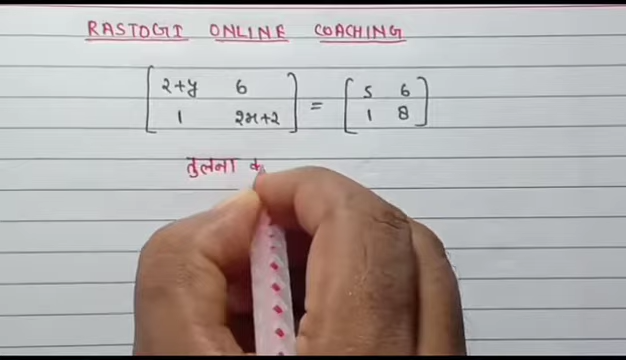 RASTOGI ONLINE COACHING
[2+y 6] = [5 6]
[1 2x+2] [1 8]
तुलना